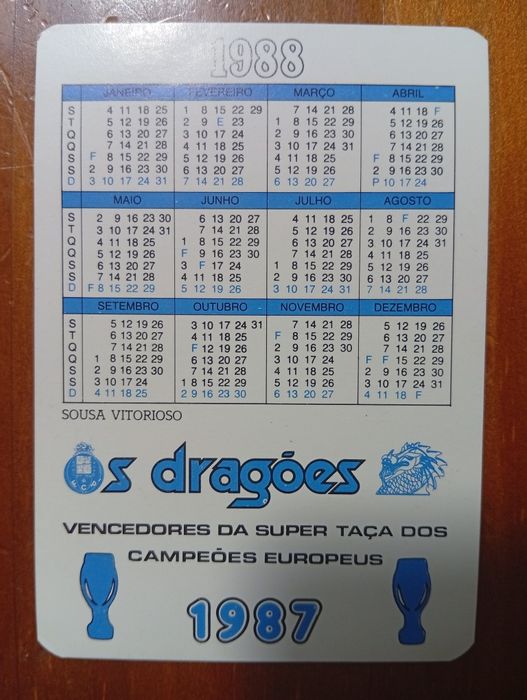 1988
JANEIRO FEVEREIRO MARÇO ABRIL
S 4 11 18 25 1 8 15 22 29 7 14 21 28 4 11 18 F
T 5 12 19 26 2 9 E 23 1 8 15 22 29 5 12 19 26
Q 6 13 20 27 3 10 17 24 2 9 16 23 30 6 13 20 27
Q 7 14 21 28 4 11 18 25 3 10 17 24 31 7 14 21 28
S F 8 15 22 29 5 12 19 26 4 11 18 25 F 8 15 22 29
S 2 9 16 23 30 6 13 20 27 5 12 19 26 2 9 16 23 30
D 3 10 17 24 31 7 14 21 28 6 13 20 27 P 10 17 24
MAIO JUNHO JULHO AGOSTO
S 2 9 16 23 30 6 13 20 27 4 11 18 25 1 8 F 22 29
T 3 10 17 24 31 7 14 21 28 5 12 19 26 2 9 16 23 30
Q 4 11 18 25 1 8 15 22 29 6 13 20 27 3 10 17 24 31
Q 5 12 19 26 F 9 16 23 30 7 14 21 28 4 11 18 25
S 6 13 20 27 3 F 17 24 1 8 15 22 29 5 12 19 26
S 7 14 21 28 4 11 18 25 2 9 16 23 30 6 13 20 27
D F 8 15 22 29 5 12 19 26 3 10 17 24 31 7 14 21 28
SETEMBRO OUTUBRO NOVEMBRO DEZEMBRO
S 5 12 19 26 3 10 17 24 31 7 14 21 28 5 12 19 26
T 6 13 20 27 4 11 18 25 F 8 15 22 29 6 13 20 27
Q 7 14 21 28 F 12 19 26 2 9 16 23 30 7 14 21 28
Q 1 8 15 22 29 6 13 20 27 3 10 17 24 F F 15 22 29
S 2 9 16 23 30 7 14 21 28 4 11 18 25 2 9 16 23 30
S 3 10 17 24 1 8 15 22 29 5 12 19 26 3 10 17 24 31
D 4 11 18 25 2 9 16 23 30 6 13 20 27 4 11 18 F
SOUSA VITORIOSO
Os dragões
F.C.P.
VENCEDORES DA SUPER TAÇA DOS
CAMPEÕES EUROPEUS
1987